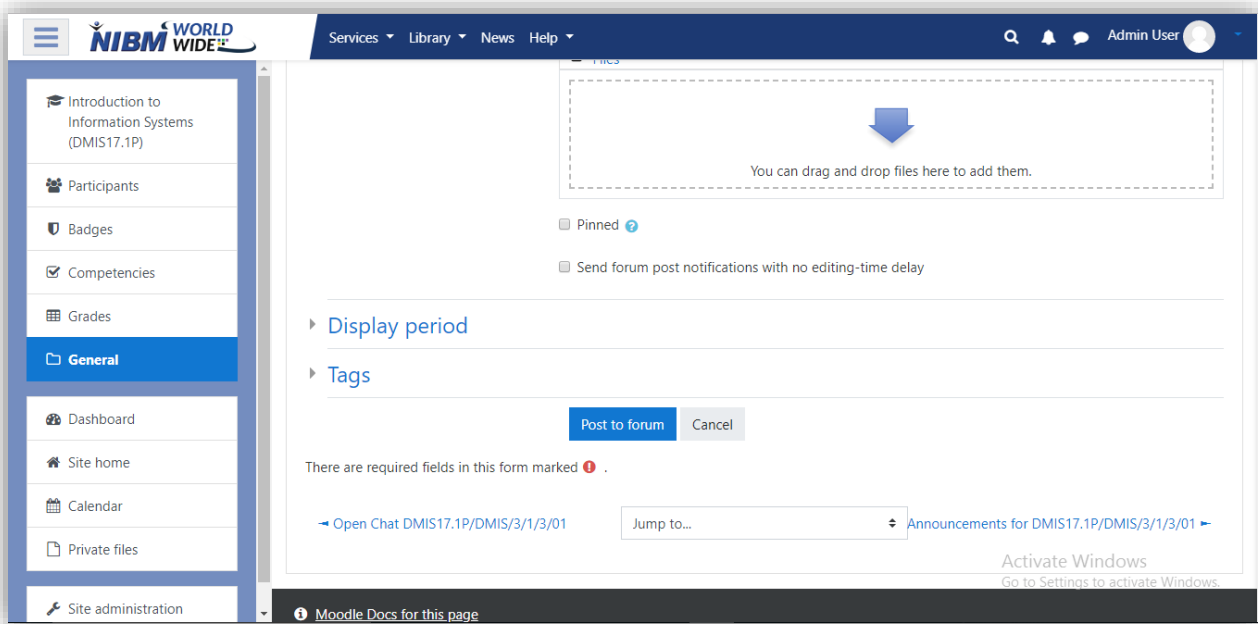 NIBM WORLD WIDE
Services Library News Help
Admin User
Introduction to
Information Systems
(DMIS17.1P)
Participants
Badges
Competencies
Grades
General
Dashboard
Site home
Calendar
Private files
Site administration
Files
You can drag and drop files here to add them.
Pinned
Send forum post notifications with no editing-time delay
Display period
Tags
Post to forum Cancel
There are required fields in this form marked .
Open Chat DMIS17.1P/DMIS/3/1/3/01 Jump to... Announcements for DMIS17.1P/DMIS/3/1/3/01
Activate Windows
Go to Settings to activate Windows.
Moodle Docs for this page